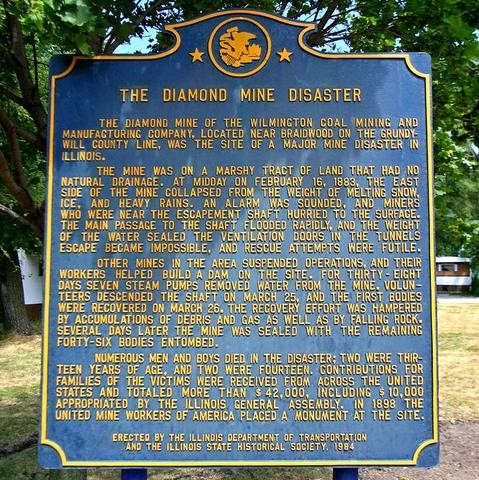 THE DIAMOND MINE DISASTER
THE DIAMOND MINE OF THE WILMINGTON COAL MINING AND
MANUFACTURING COMPANY, LOCATED NEAR BRAIDWOOD ON THE GRUNDY-
WILL COUNTY LINE, WAS THE SITE OF A MAJOR MINE DISASTER IN
ILLINOIS.
THE MINE WAS ON A MARSHY TRACT OF LAND THAT HAD NO
NATURAL DRAINAGE. AT MIDDAY ON FEBRUARY 16, 1883, THE EAST
SIDE OF THE MINE COLLAPSED FROM THE WEIGHT OF MELTING SNOW,
ICE, AND HEAVY RAINS. AN ALARM WAS SOUNDED, AND MINERS
WHO WERE NEAR THE ESCAPEMENT SHAFT HURRIED TO THE SURFACE.
THE MAIN PASSAGE TO THE SHAFT FLOODED RAPIDLY, AND THE WEIGHT
OF THE WATER SEALED THE VENTILATION DOORS IN THE TUNNELS.
ESCAPE BECAME IMPOSSIBLE, AND RESCUE ATTEMPTS WERE FUTILE.
OTHER MINES IN THE AREA SUSPENDED OPERATIONS, AND THEIR
WORKERS HELPED BUILD A DAM ON THE SITE. FOR THIRTY-EIGHT
DAYS SEVEN STEAM PUMPS REMOVED WATER FROM THE MINE. VOLUN-
TEERS DESCENDED THE SHAFT ON MARCH 25, AND THE FIRST BODIES
WERE RECOVERED ON MARCH 26. THE RECOVERY EFFORT WAS HAMPERED
BY ACCUMULATIONS OF DEBRIS AND GAS AS WELL AS BY FALLING ROCK.
SEVERAL DAYS LATER THE MINE WAS SEALED WITH THE REMAINING
FORTY-SIX BODIES ENTOMBED.
NUMEROUS MEN AND BOYS DIED IN THE DISASTER; TWO WERE THIR-
TEEN YEARS OF AGE, AND TWO WERE FOURTEEN. CONTRIBUTIONS FOR
FAMILIES OF THE VICTIMS WERE RECEIVED FROM ACROSS THE UNITED
STATES AND TOTALED MORE THAN $42,000, INCLUDING $10,000
APPROPRIATED BY THE ILLINOIS GENERAL ASSEMBLY. IN 1898 THE
UNITED MINE WORKERS OF AMERICA PLACED A MONUMENT AT THE SITE.
ERECTED BY THE ILLINOIS DEPARTMENT OF TRANSPORTATION
AND THE ILLINOIS STATE HISTORICAL SOCIETY, 1984